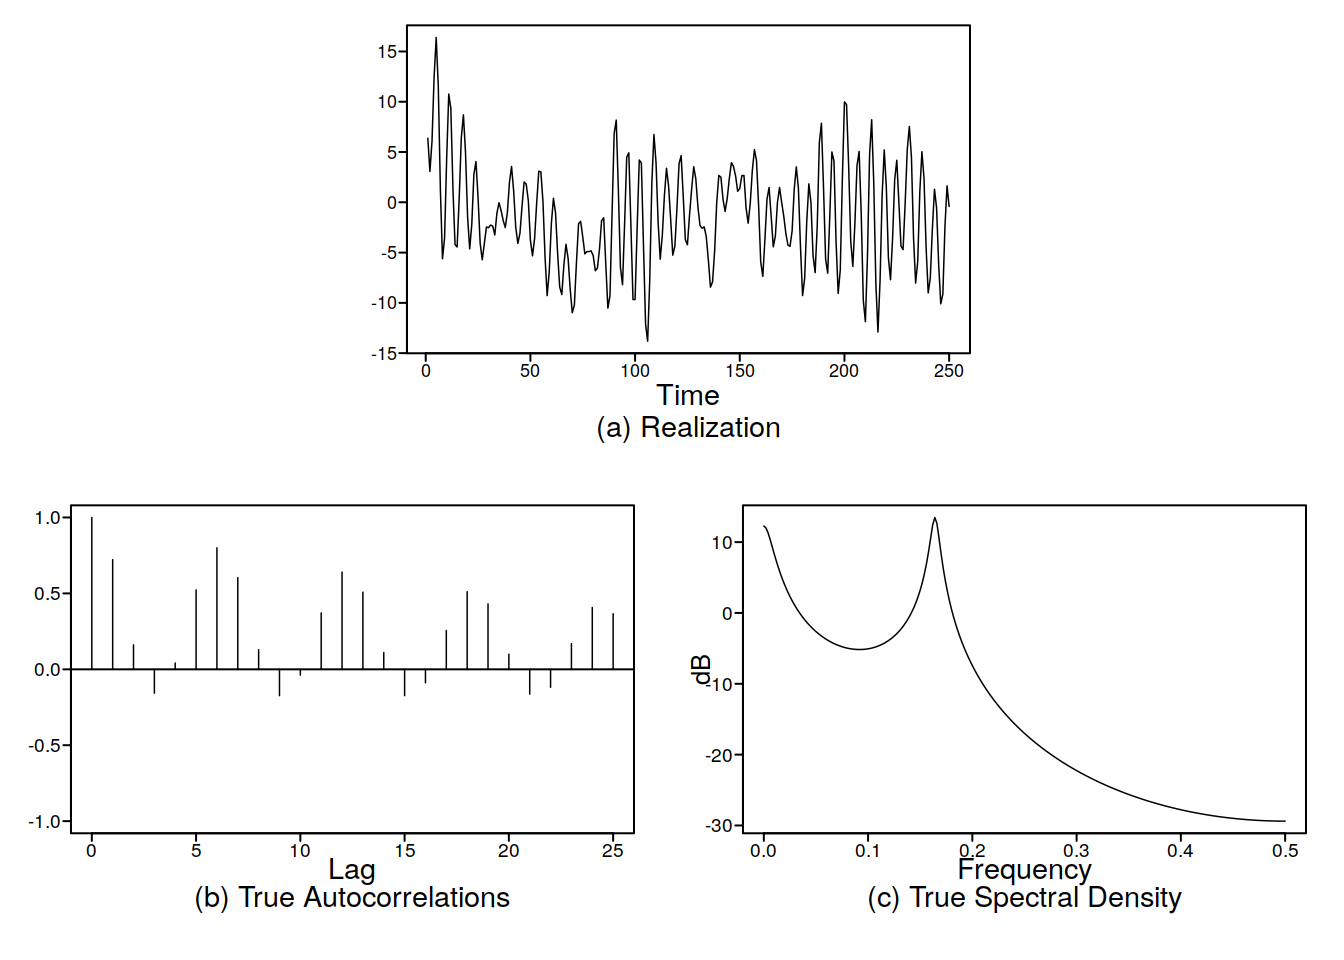 15
10
5
0
-5
-10
-15
0 50 100 150 200 250
Time
(a) Realization
1.0
0.5
0.0
-0.5
-1.0
0 5 10 15 20 25
Lag
(b) True Autocorrelations
dB
10
0
-10
-20
-30
0.0 0.1 0.2 0.3 0.4 0.5
Frequency
(c) True Spectral Density